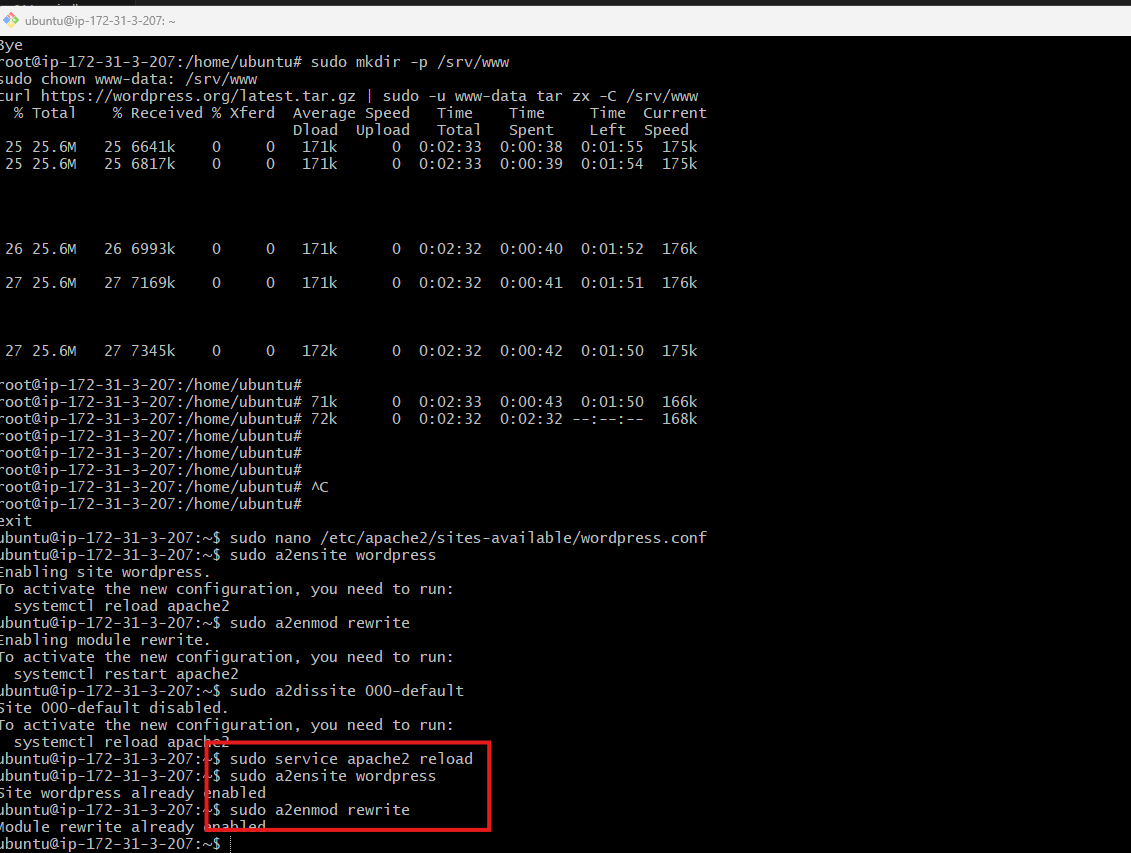 ubuntu@ip-172-31-3-207: ~
Bye
root@ip-172-31-3-207:/home/ubuntu# sudo mkdir -p /srv/www
sudo chown www-data: /srv/www
curl https://wordpress.org/latest.tar.gz | sudo -u www-data tar zx -C /srv/www
% Total % Received % Xferd Average Speed Time Time Time Current
Dload Upload Total Spent Left Speed
25 25.6M 25 6641k 0 0 171k 0 0:02:33 0:00:38 0:01:55 175k
25 25.6M 25 6817k 0 0 171k 0 0:02:33 0:00:39 0:01:54 175k
26 25.6M 26 6993k 0 0 171k 0 0:02:32 0:00:40 0:01:52 176k
27 25.6M 27 7169k 0 0 171k 0 0:02:33 0:00:41 0:01:51 176k
27 25.6M 27 7345k 0 0 172k 0 0:02:32 0:00:42 0:01:50 175k
root@ip-172-31-3-207:/home/ubuntu#
root@ip-172-31-3-207:/home/ubuntu# 71k 0 0:02:33 0:00:43 0:01:50 166k
root@ip-172-31-3-207:/home/ubuntu# 72k 0 0:02:32 0:02:32 --:--:-- 168k
root@ip-172-31-3-207:/home/ubuntu#
root@ip-172-31-3-207:/home/ubuntu#
root@ip-172-31-3-207:/home/ubuntu#
root@ip-172-31-3-207:/home/ubuntu# ^C
root@ip-172-31-3-207:/home/ubuntu#
exit
ubuntu@ip-172-31-3-207:~$ sudo nano /etc/apache2/sites-available/wordpress.conf
ubuntu@ip-172-31-3-207:~$ sudo a2ensite wordpress
Enabling site wordpress.
To activate the new configuration, you need to run:
systemctl reload apache2
ubuntu@ip-172-31-3-207:~$ sudo a2enmod rewrite
Enabling module rewrite.
To activate the new configuration, you need to run:
systemctl restart apache2
ubuntu@ip-172-31-3-207:~$ sudo a2dissite 000-default
Site 000-default disabled.
To activate the new configuration, you need to run:
systemctl reload apache2
ubuntu@ip-172-31-3-207:~$ sudo service apache2 reload
ubuntu@ip-172-31-3-207:~$ sudo a2ensite wordpress
Site wordpress already enabled
ubuntu@ip-172-31-3-207:~$ sudo a2enmod rewrite
Module rewrite already enabled
ubuntu@ip-172-31-3-207:~$